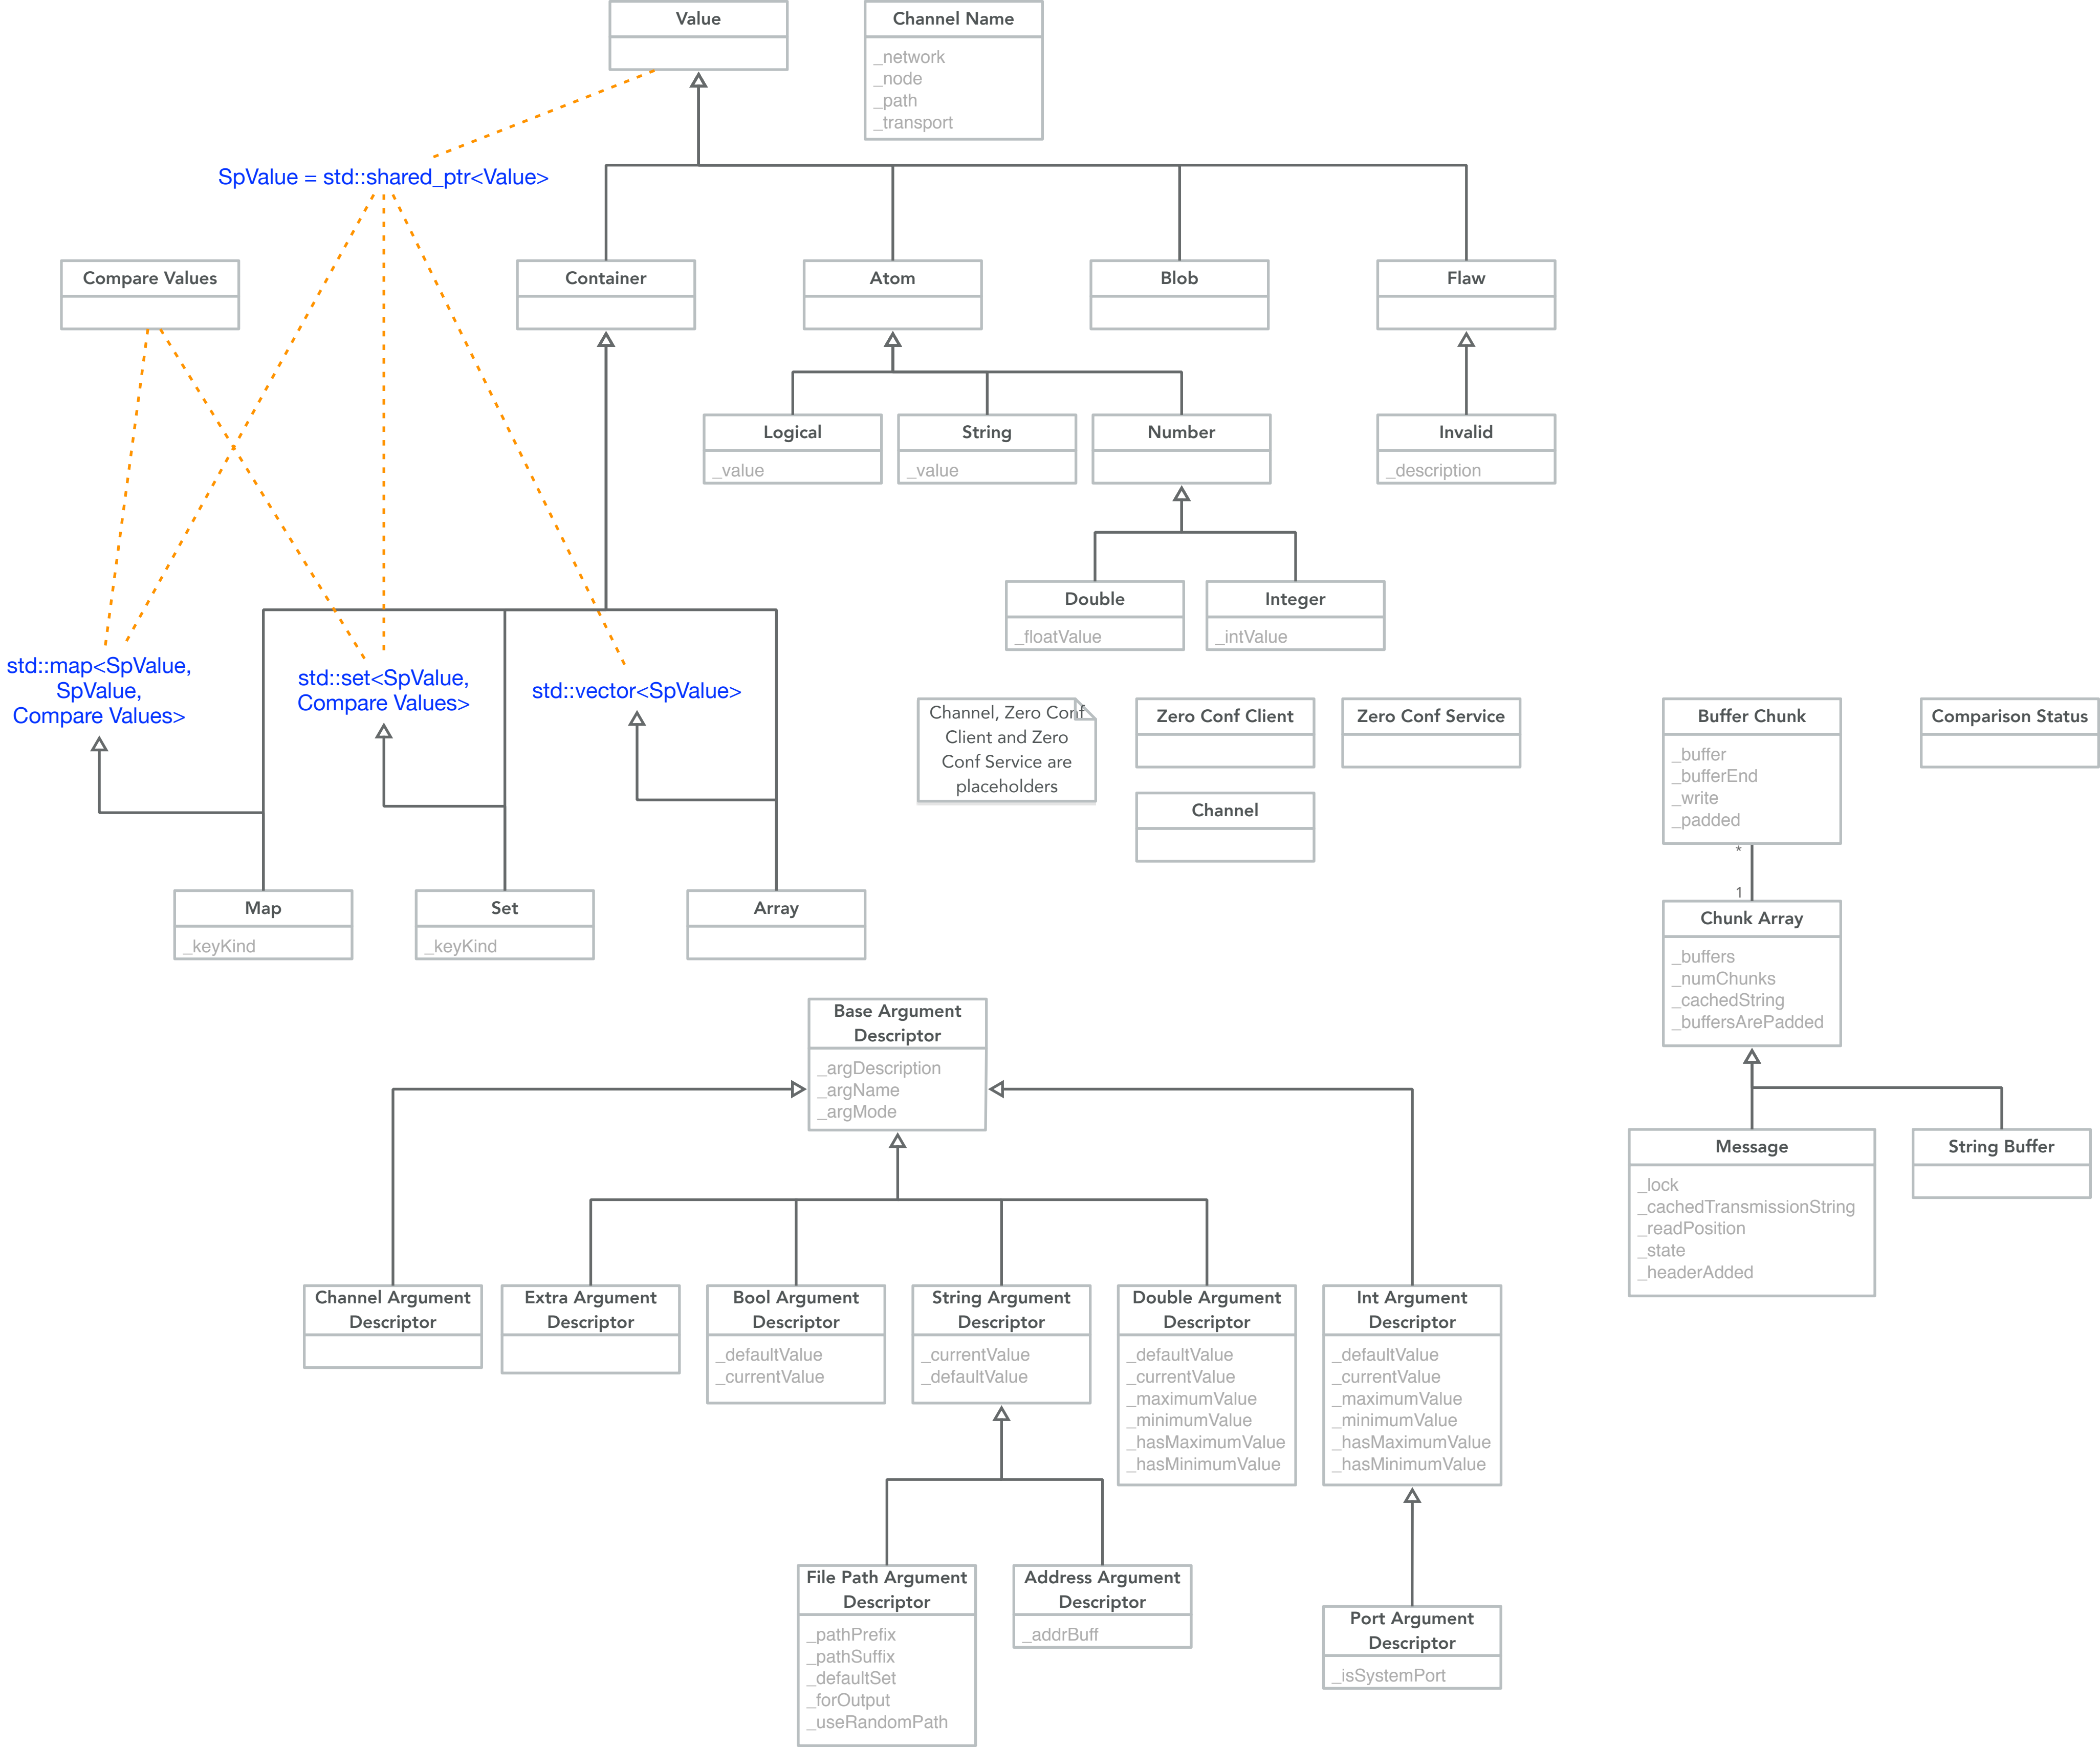 Value
Channel Name
_network
_node
_path
_transport
SpValue = std::shared_ptr<Value>
Compare Values
Container
Atom
Blob
Flaw
Logical
_value
String
_value
Number
Invalid
_description
Double
_floatValue
Integer
_intValue
std::map<SpValue,
SpValue,
Compare Values>
std::set<SpValue,
Compare Values>
std::vector<SpValue>
Channel, Zero Conf
Client and Zero
Conf Service are
placeholders
Zero Conf Client
Zero Conf Service
Channel
Buffer Chunk
_buffer
_bufferEnd
_write
_padded
Comparison Status
*
1
Chunk Array
_buffers
_numChunks
_cachedString
_buffersArePadded
Map
_keyKind
Set
_keyKind
Array
Base Argument
Descriptor
_argDescription
_argName
_argMode
Message
_lock
_cachedTransmissionString
_readPosition
_state
_headerAdded
String Buffer
Channel Argument
Descriptor
Extra Argument
Descriptor
Bool Argument
Descriptor
_defaultValue
_currentValue
String Argument
Descriptor
_currentValue
_defaultValue
Double Argument
Descriptor
_defaultValue
_currentValue
_maximumValue
_minimumValue
_hasMaximumValue
_hasMinimumValue
Int Argument
Descriptor
_defaultValue
_currentValue
_maximumValue
_minimumValue
_hasMaximumValue
_hasMinimumValue
File Path Argument
Descriptor
_pathPrefix
_pathSuffix
_defaultSet
_forOutput
_useRandomPath
Address Argument
Descriptor
_addrBuff
Port Argument
Descriptor
_isSystemPort